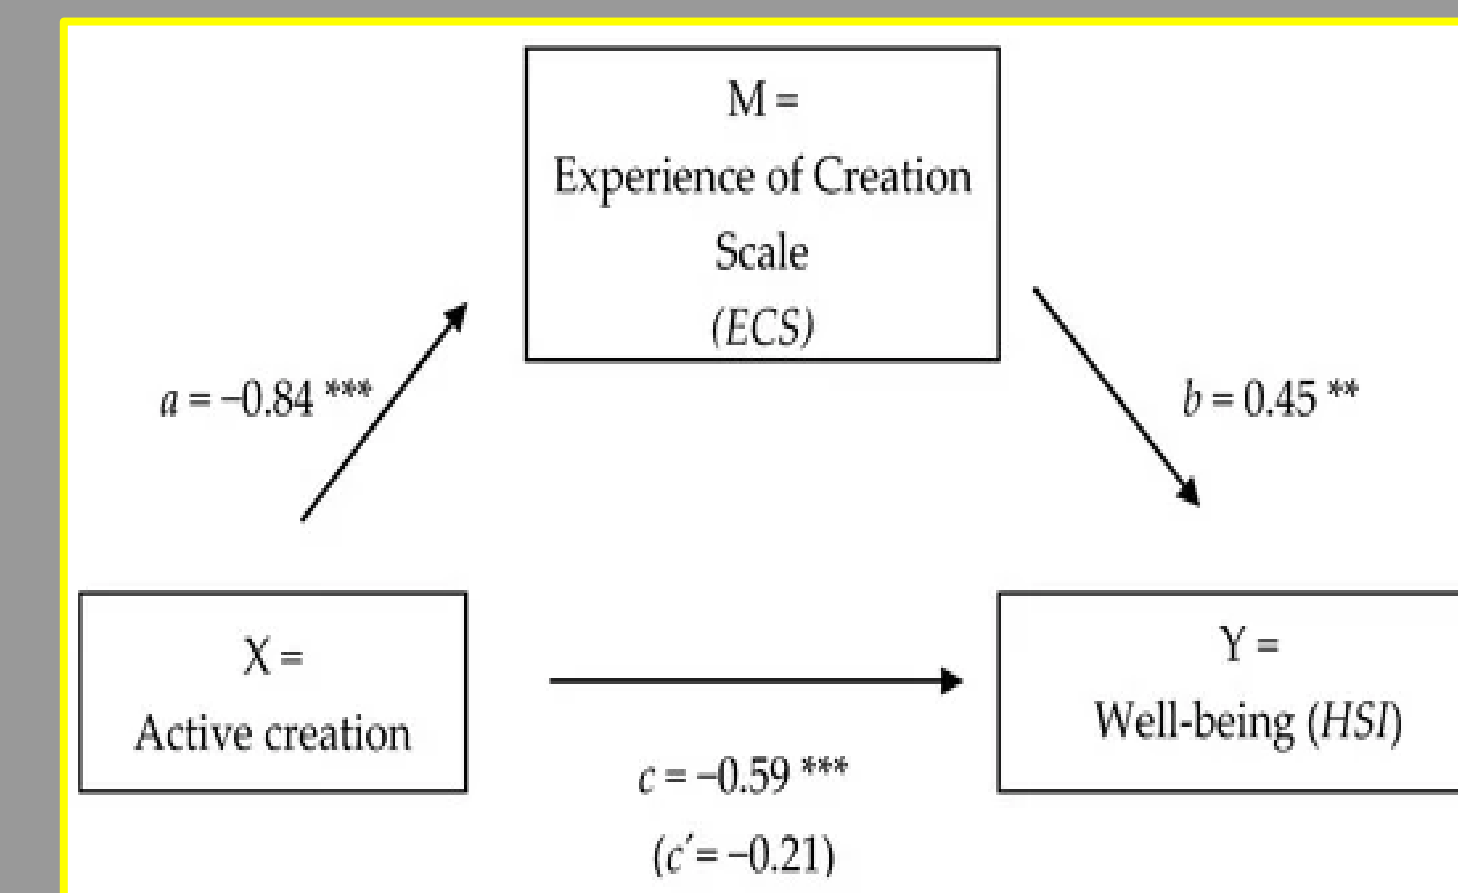 M =
Experience of Creation
Scale
(ECS)
a = −0.84 ***
b = 0.45 **
X =
Active creation
Y =
Well-being (HSI)
c = −0.59 ***
(c′= −0.21)